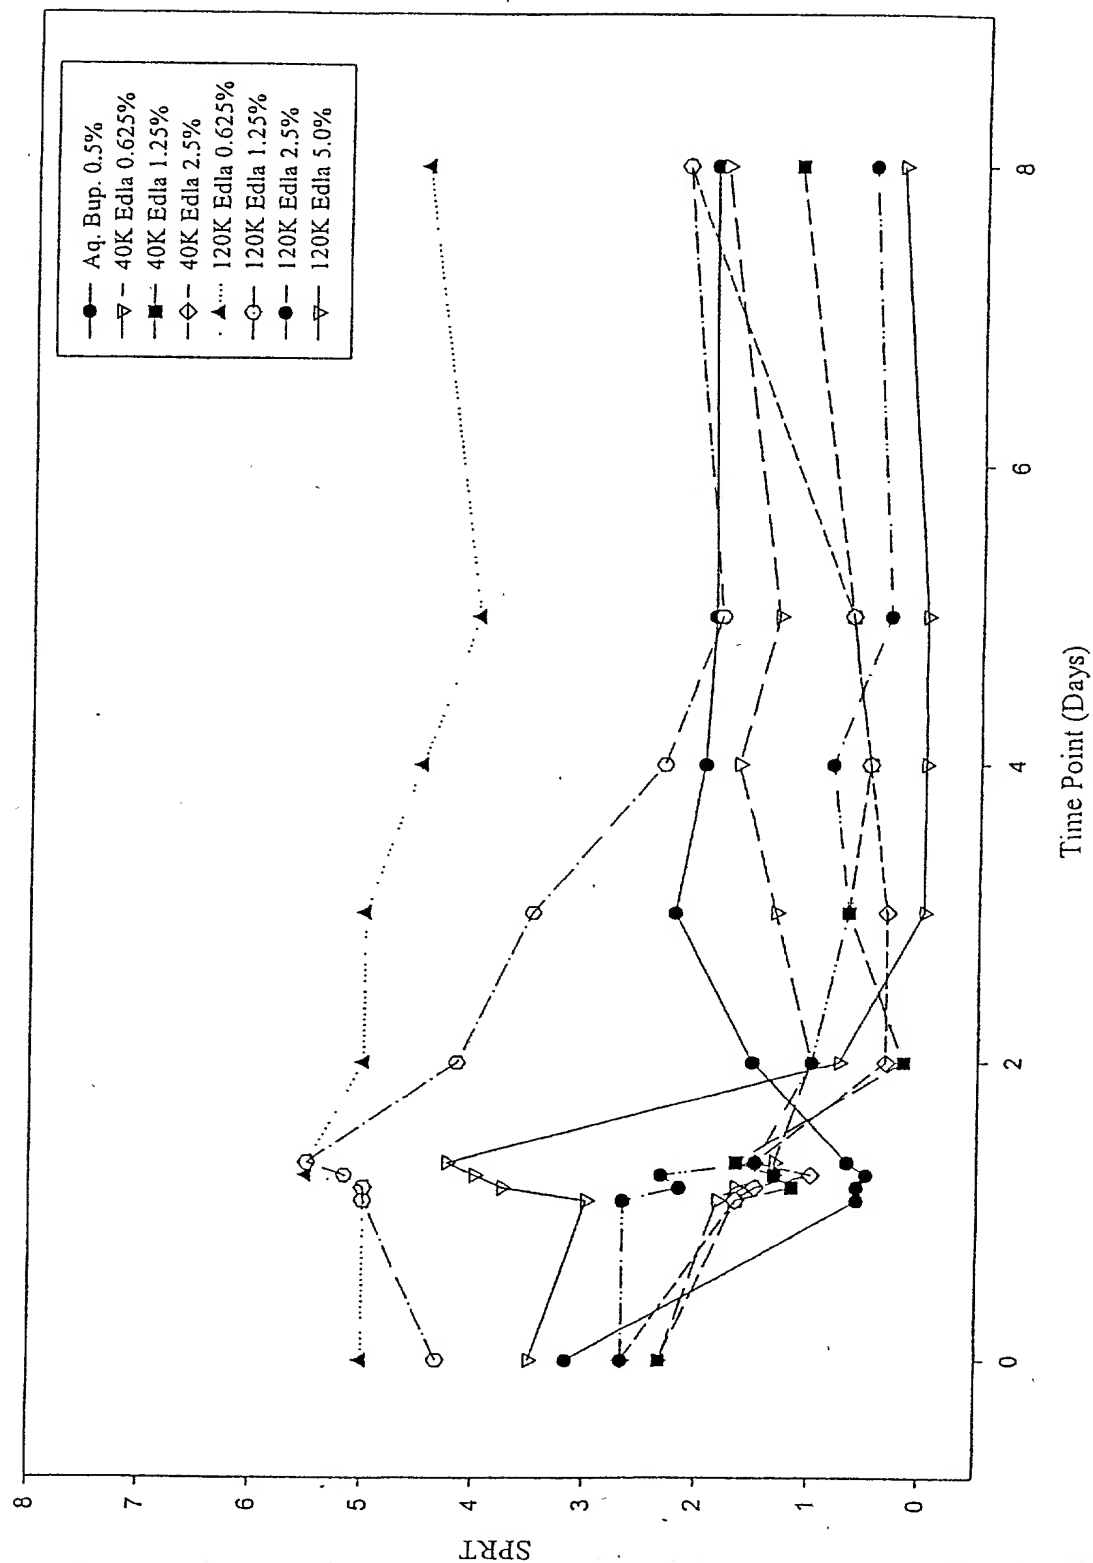 Aq. Bup. 0.5%
40K Edla 0.625%
40K Edla 1.25%
40K Edla 2.5%
120K Edla 0.625%
120K Edla 1.25%
120K Edla 2.5%
120K Edla 5.0%
SPRT
8
7
6
5
4
3
2
1
0
0
2
4
6
8
Time Point (Days)